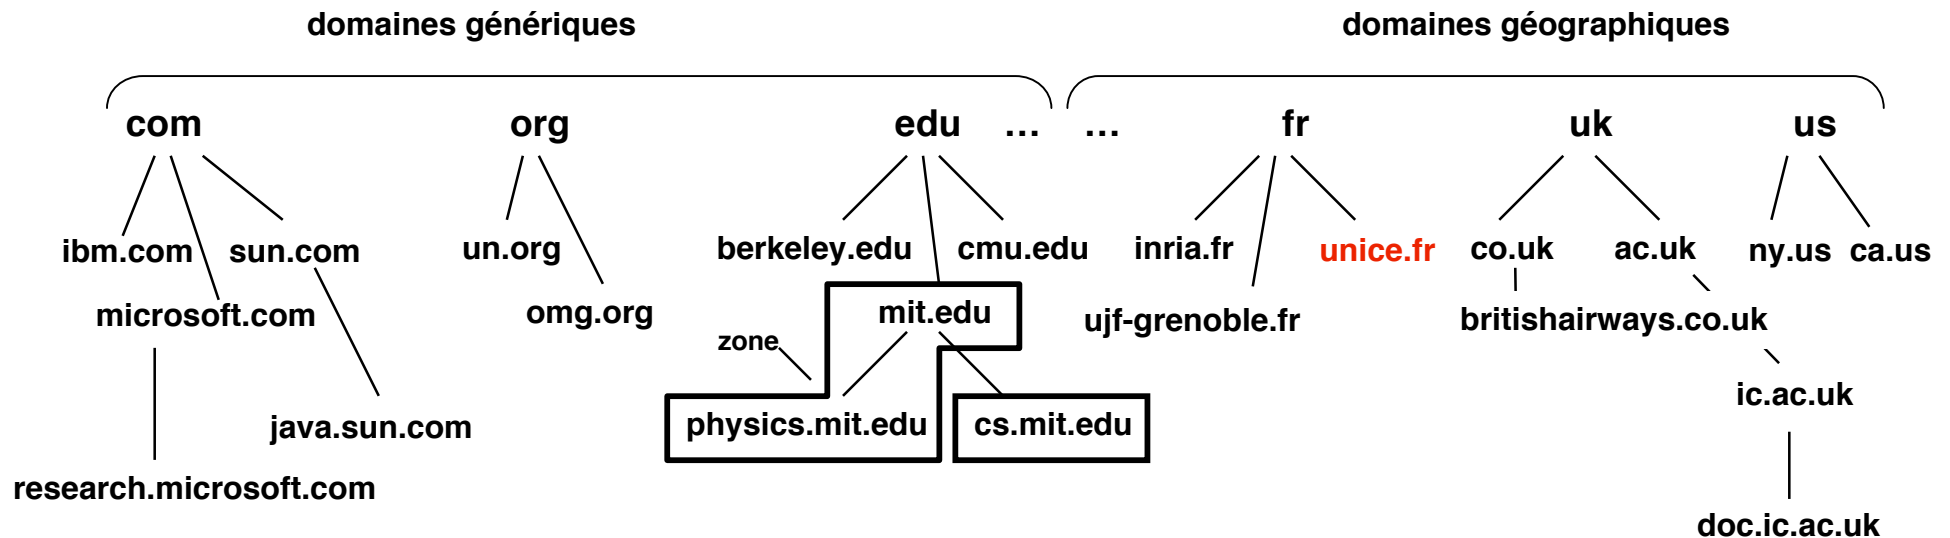 domaines génériques
domaines géographiques
com
org
edu
...
...
fr
uk
us
ibm.com
sun.com
un.org
berkeley.edu
cmu.edu
inria.fr
unice.fr
co.uk
ac.uk
ny.us
ca.us
microsoft.com
omg.org
mit.edu
ujf-grenoble.fr
britishairways.co.uk
zone
ic.ac.uk
java.sun.com
physics.mit.edu
cs.mit.edu
research.microsoft.com
doc.ic.ac.uk